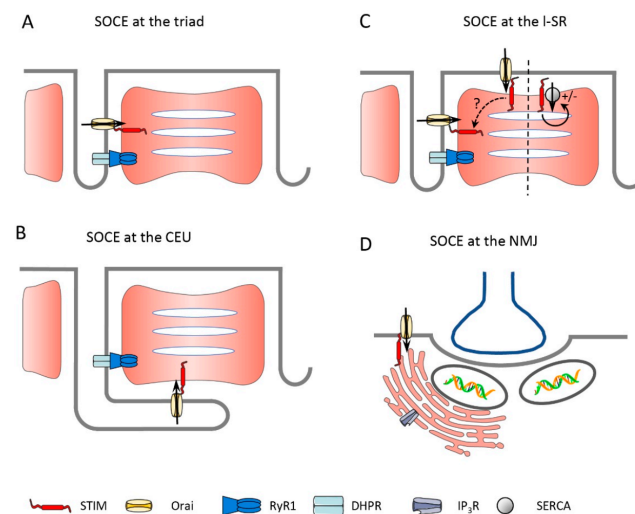 A
SOCE at the triad
B
SOCE at the CEU
C
SOCE at the l-SR
?
+/-
D
SOCE at the NMJ
STIM
Orai
RyR1
DHPR
IP₃R
SERCA